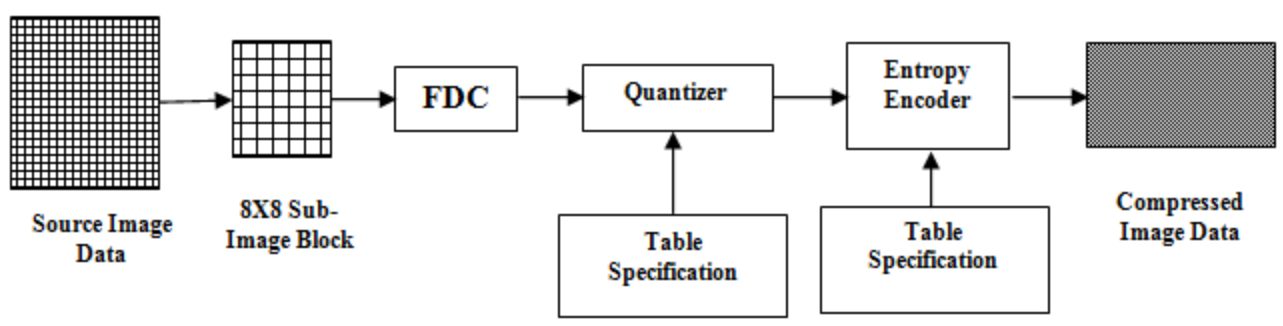 FDC
Quantizer
Entropy
Encoder
Source Image
Data
8X8 Sub-
Image Block
Table
Specification
Table
Specification
Compressed
Image Data